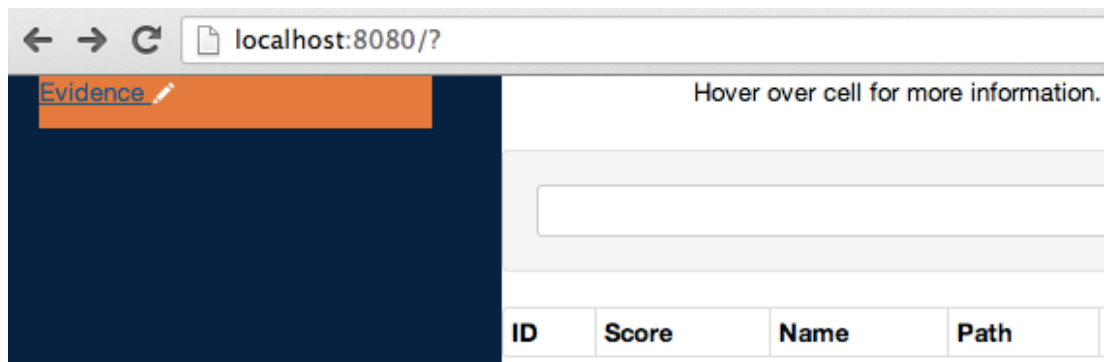 localhost:8080/?
Evidence
Hover over cell for more information.
ID Score Name Path